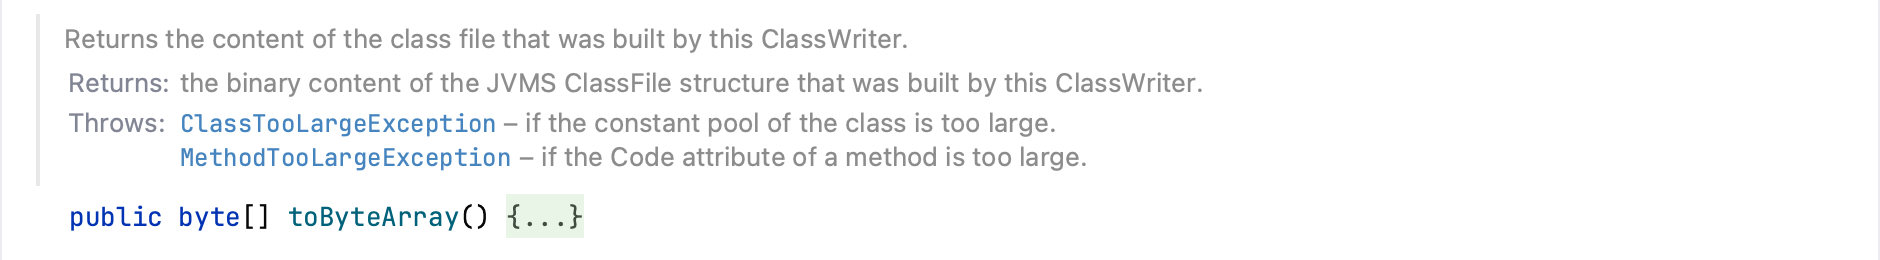 Returns the content of the class file that was built by this ClassWriter.
Returns: the binary content of the JVMS ClassFile structure that was built by this ClassWriter.
Throws: ClassTooLargeException – if the constant pool of the class is too large.
MethodTooLargeException – if the Code attribute of a method is too large.
public byte[] toByteArray() {...}